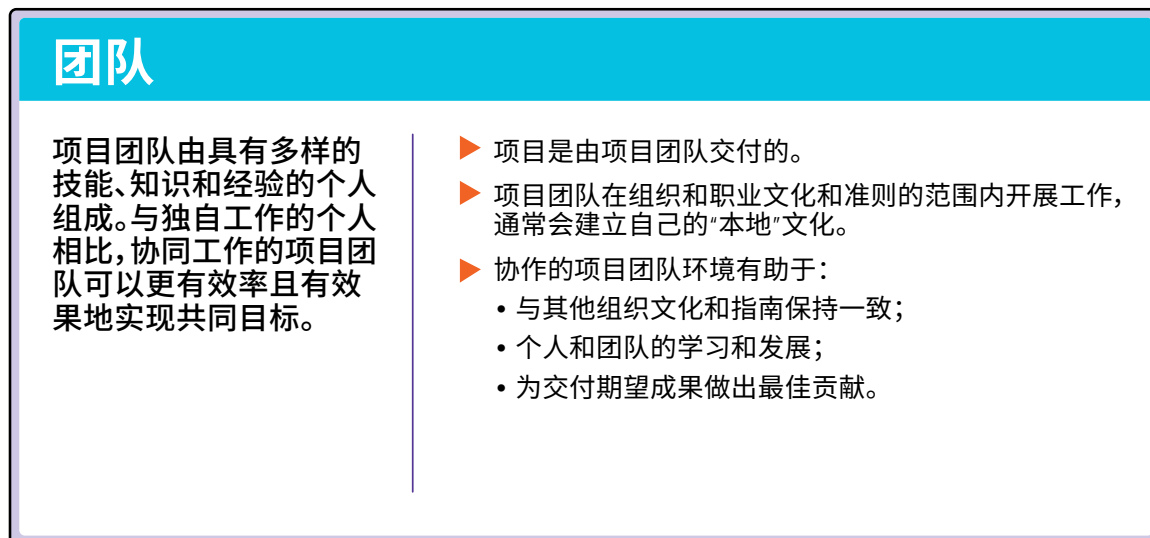 团队
项目团队由具有多样的
技能、知识和经验的个人
组成。与独自工作的个人
相比，协同工作的项目团
队可以更有效率且有效
果地实现共同目标。
▶ 项目是由项目团队交付的。
▶ 项目团队在组织和职业文化和准则的范围内开展工作，
通常会建立自己的“本地”文化。
▶ 协作的项目团队环境有助于：
• 与其他组织文化和指南保持一致；
• 个人和团队的学习和发展；
• 为交付期望成果做出最佳贡献。